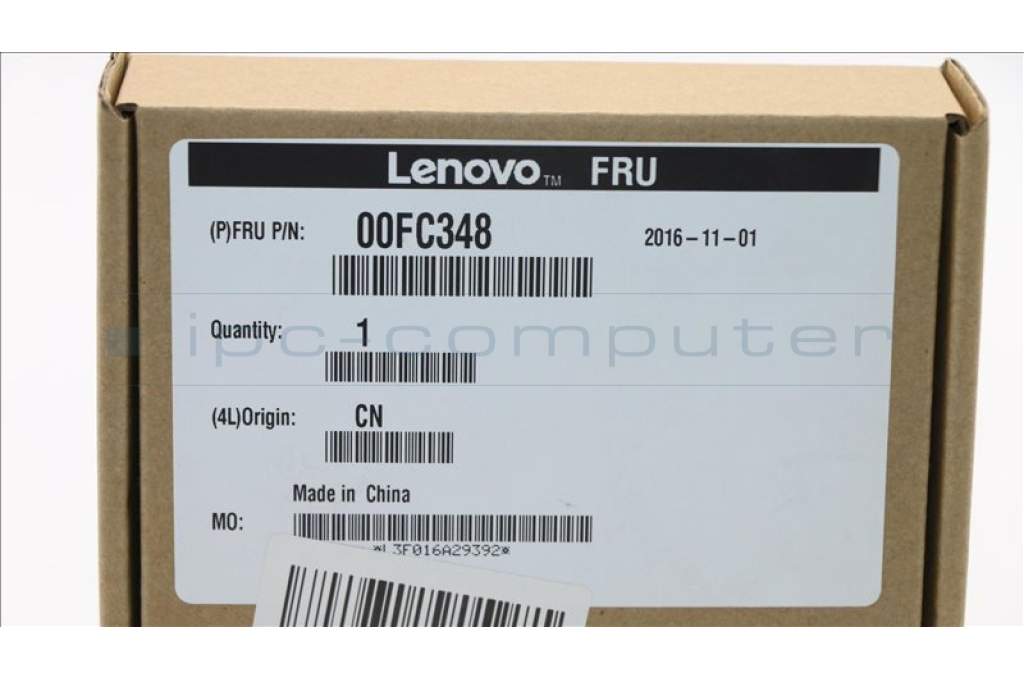 Lenovo™ FRU
(P)FRU P/N: 00FC348 2016-11-01
ipc-computer
Quantity: 1
(4L)Origin: CN
Made in China
MO:
*L3F016A29392*